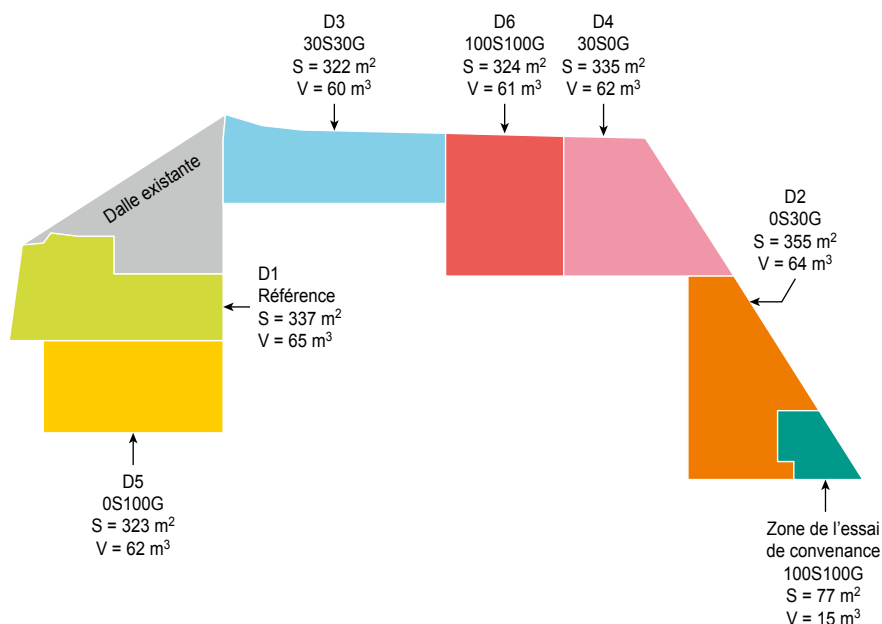 D3
30S30G
S = 322 m²
V = 60 m³
D6
100S100G
S = 324 m²
V = 61 m³
D4
30S0G
S = 335 m²
V = 62 m³
Dalle existante
D2
0S30G
S = 355 m²
V = 64 m³
D1
Référence
S = 337 m²
V = 65 m³
D5
0S100G
S = 323 m²
V = 62 m³
Zone de l’essai
de convenance
100S100G
S = 77 m²
V = 15 m³